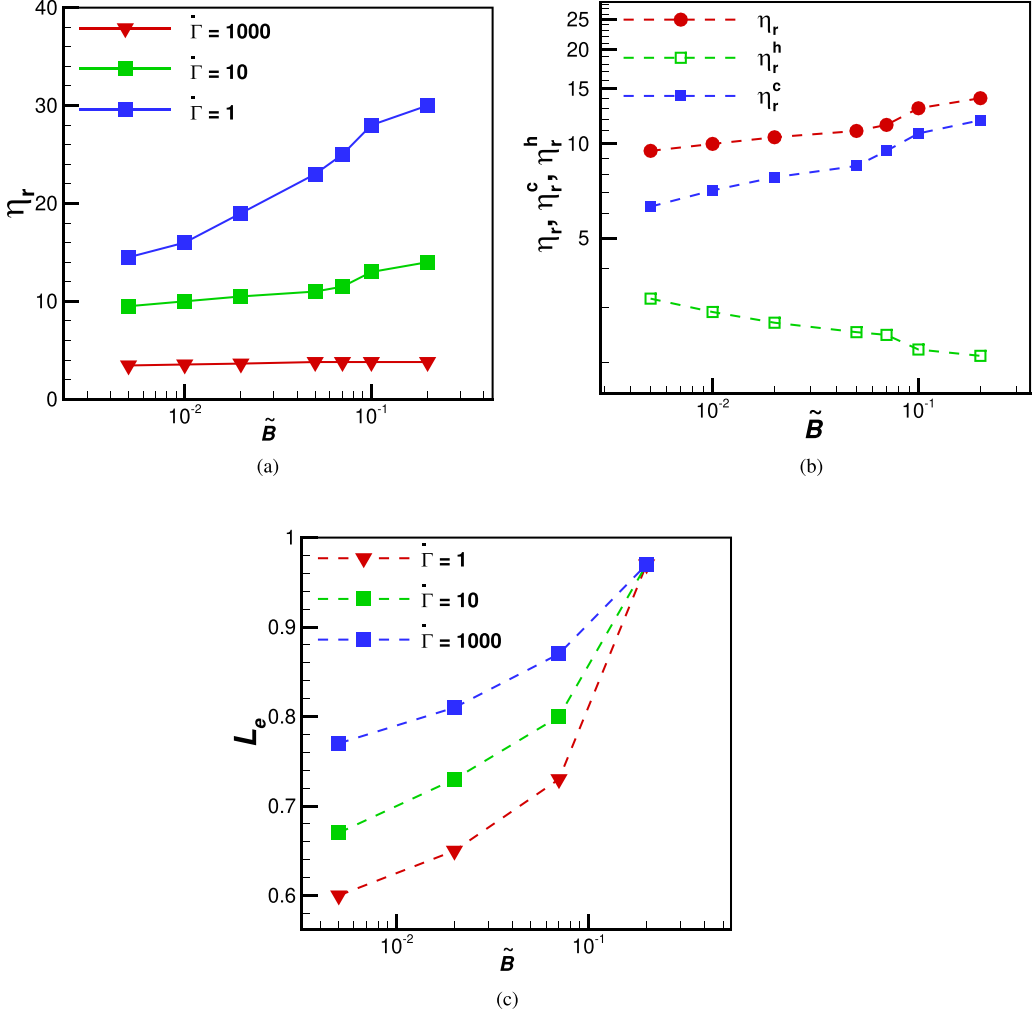 40
30
20
10
0
η_r
Γ̇ = 1000
Γ̇ = 10
Γ̇ = 1
10⁻² 10⁻¹
B̃
(a)
25
20
15
10
5
η_r, η_r^c, η_r^h
η_r
η_r^h
η_r^c
10⁻² 10⁻¹
B̃
(b)
1
0.9
0.8
0.7
0.6
L_e
Γ̇ = 1
Γ̇ = 10
Γ̇ = 1000
10⁻² 10⁻¹
B̃
(c)